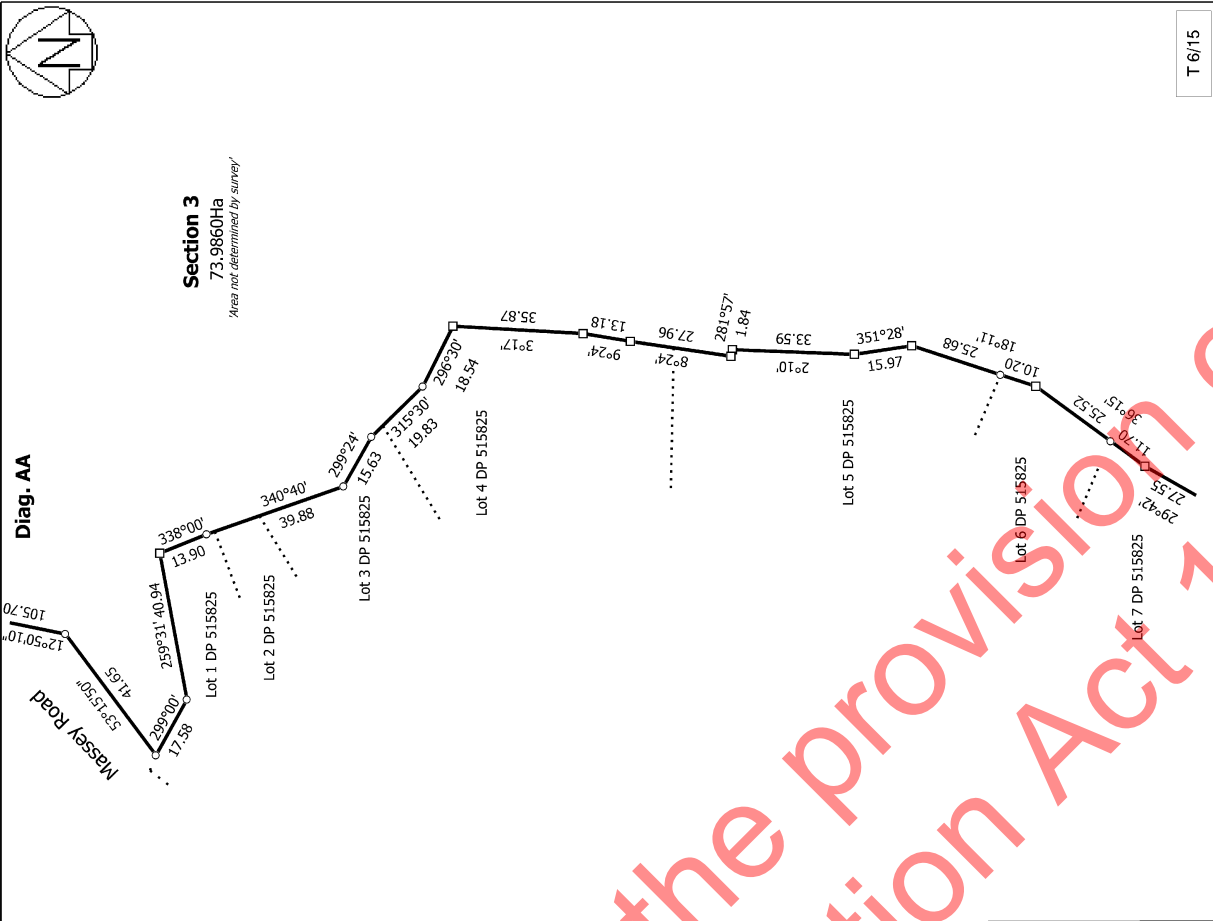 Diag. AA
Section 3
73.9860Ha
'Area not determined by survey'
T 6/15
N
Massey Road
105.70
12°50'10"
41.65
53°15'50"
299°00'
17.58
259°31' 40.94
338°00'
13.90
340°40'
39.88
299°24'
15.63
315°30'
19.83
296°30'
18.54
35.87
3°17'
13.18
9°24'
27.96
8°24'
281°57'
1.84
33.59
2°10'
351°28'
15.97
25.68
18°11'
10.20
25.52
36°15'
11.70
27.55
29°42'
Lot 1 DP 515825
Lot 2 DP 515825
Lot 3 DP 515825
Lot 4 DP 515825
Lot 5 DP 515825
Lot 6 DP 515825
Lot 7 DP 515825
the provision o
tion Act 1